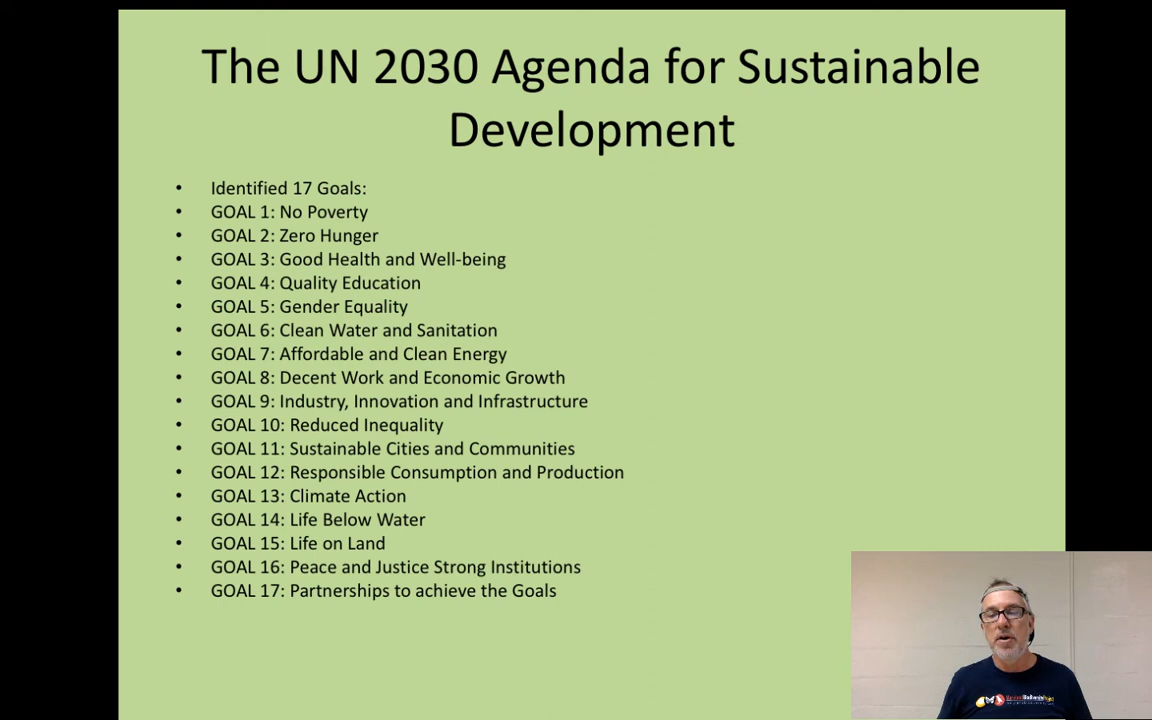 The UN 2030 Agenda for Sustainable
Development
• Identified 17 Goals:
• GOAL 1: No Poverty
• GOAL 2: Zero Hunger
• GOAL 3: Good Health and Well-being
• GOAL 4: Quality Education
• GOAL 5: Gender Equality
• GOAL 6: Clean Water and Sanitation
• GOAL 7: Affordable and Clean Energy
• GOAL 8: Decent Work and Economic Growth
• GOAL 9: Industry, Innovation and Infrastructure
• GOAL 10: Reduced Inequality
• GOAL 11: Sustainable Cities and Communities
• GOAL 12: Responsible Consumption and Production
• GOAL 13: Climate Action
• GOAL 14: Life Below Water
• GOAL 15: Life on Land
• GOAL 16: Peace and Justice Strong Institutions
• GOAL 17: Partnerships to achieve the Goals